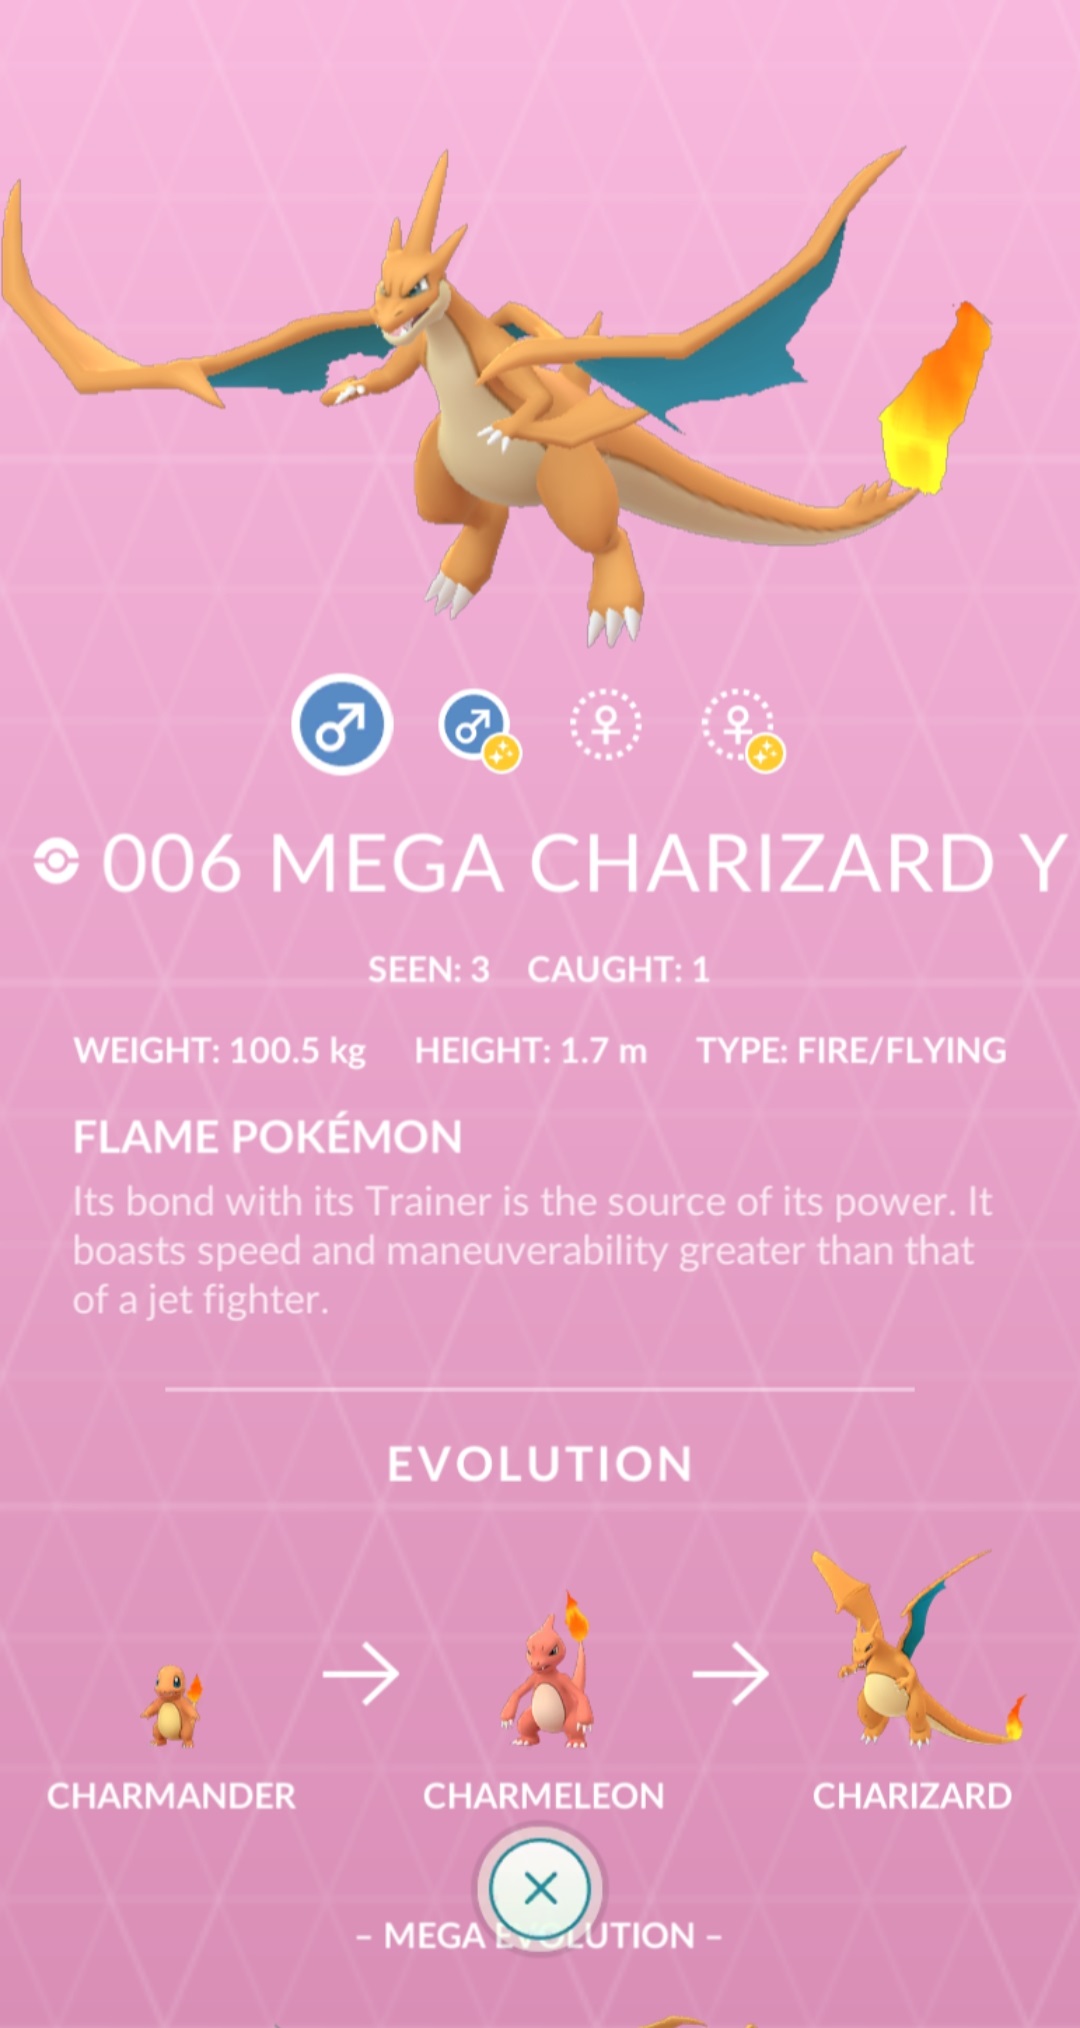 006 MEGA CHARIZARD Y
SEEN: 3 CAUGHT: 1
WEIGHT: 100.5 kg HEIGHT: 1.7 m TYPE: FIRE/FLYING
FLAME POKÉMON
Its bond with its Trainer is the source of its power. It
boasts speed and maneuverability greater than that
of a jet fighter.
EVOLUTION
CHARMANDER CHARMELEON CHARIZARD
– MEGA EVOLUTION –